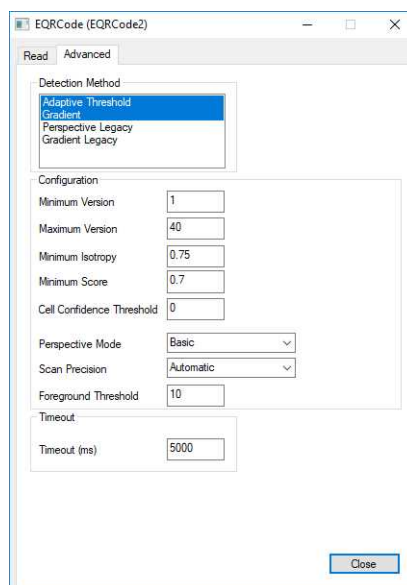 EQRCode (EQRCode2)
Read Advanced
Detection Method
Adaptive Threshold
Gradient
Perspective Legacy
Gradient Legacy
Configuration
Minimum Version 1
Maximum Version 40
Minimum Isotropy 0.75
Minimum Score 0.7
Cell Confidence Threshold 0
Perspective Mode Basic
Scan Precision Automatic
Foreground Threshold 10
Timeout
Timeout (ms) 5000
Close